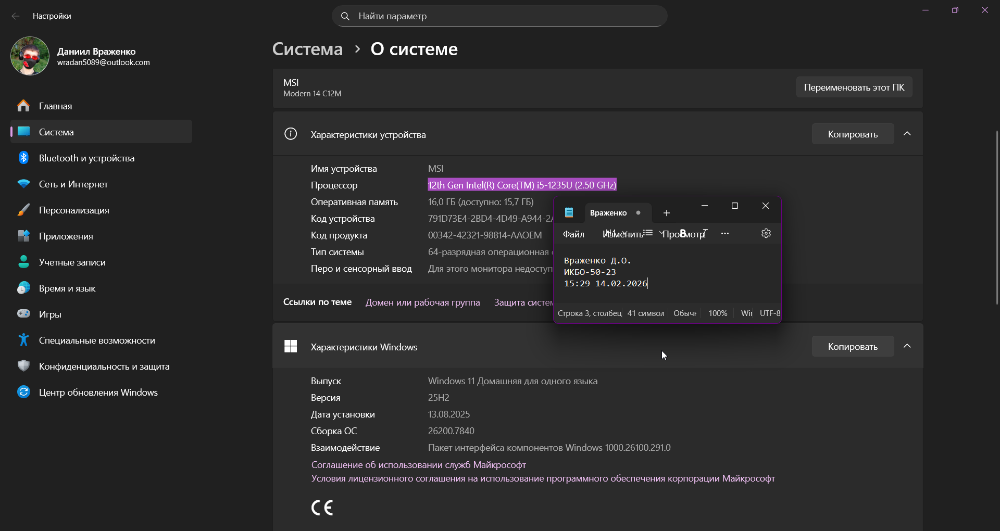 Настройки
Найти параметр
Даниил Враженко
wradan5089@outlook.com
Главная
Система
Bluetooth и устройства
Сеть и Интернет
Персонализация
Приложения
Учетные записи
Время и язык
Игры
Специальные возможности
Конфиденциальность и защита
Центр обновления Windows
Система > О системе
MSI
Modern 14 C12M
Переименовать этот ПК
Характеристики устройства
Копировать
Имя устройства MSI
Процессор 12th Gen Intel(R) Core(TM) i5-1235U (2.50 GHz)
Оперативная память 16,0 ГБ (доступно: 15,7 ГБ)
Код устройства 791D73E4-2BD4-4D49-A944-2
Код продукта 00342-42321-98814-AAOEM
Тип системы 64-разрядная операционная
Перо и сенсорный ввод Для этого монитора недоступ
Ссылки по теме Домен или рабочая группа Защита систем
Враженко
Файл Изменить Просмотр
H1 B I
Враженко Д.О.
ИКБО-50-23
15:29 14.02.2026
Строка 3, столбец 41 символ Обычн 100% Wi UTF-8
Характеристики Windows
Копировать
Выпуск Windows 11 Домашняя для одного языка
Версия 25H2
Дата установки 13.08.2025
Сборка ОС 26200.7840
Взаимодействие Пакет интерфейса компонентов Windows 1000.26100.291.0
Соглашение об использовании служб Майкрософт
Условия лицензионного соглашения на использование программного обеспечения корпорации Майкрософт
CE